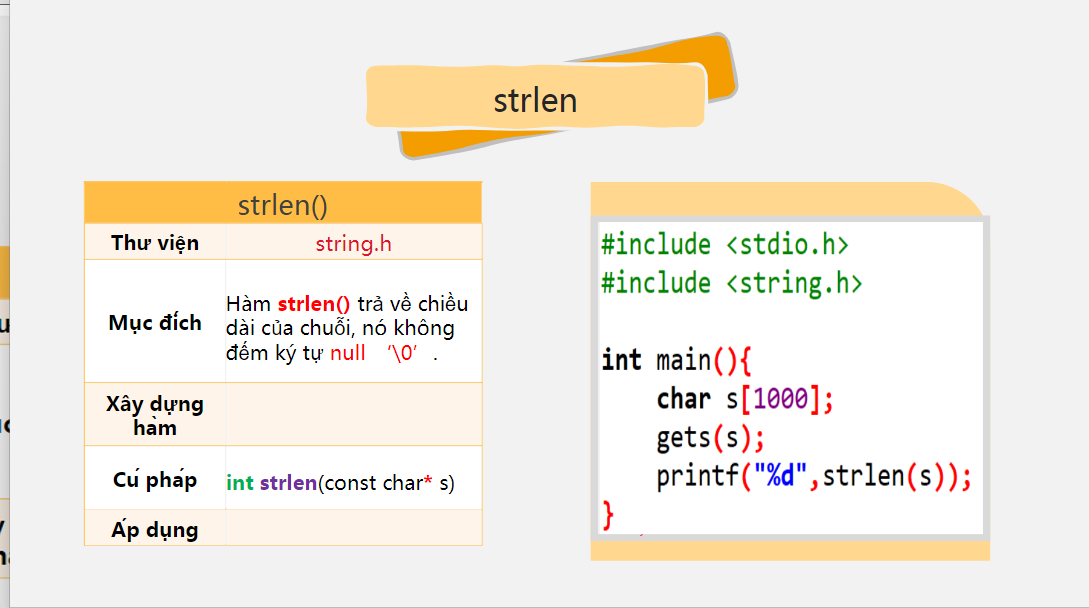 strlen
strlen()
Thư viện
string.h
Mục đích
Hàm strlen() trả về chiều
dài của chuỗi, nó không
đếm ký tự null ‘\0’ .
Xây dựng
hàm
Cú pháp
int strlen(const char* s)
Áp dụng
#include <stdio.h>
#include <string.h>
int main(){
char s[1000];
gets(s);
printf("%d",strlen(s));
}